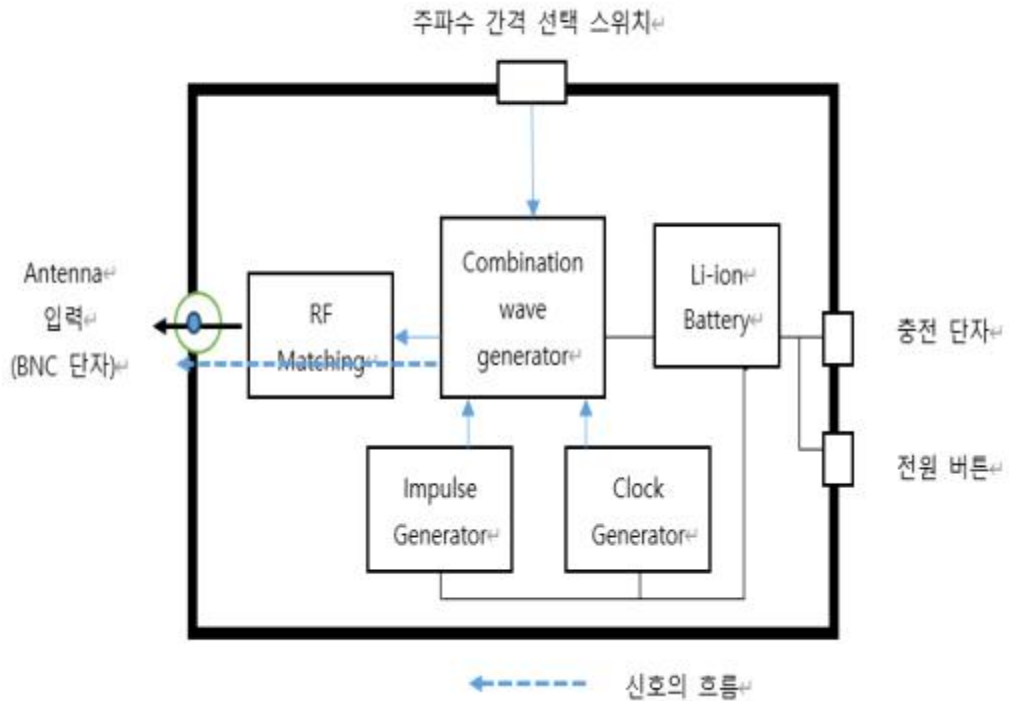 주파수 간격 선택 스위치↵
Combination
wave
generator↵
Li-ion↵
Battery↵
Antenna↵
입력↵
(BNC 단자)↵
RF
Matching↵
충전 단자↵
전원 버튼↵
Impulse
Generator↵
Clock
Generator↵
신호의 흐름↵